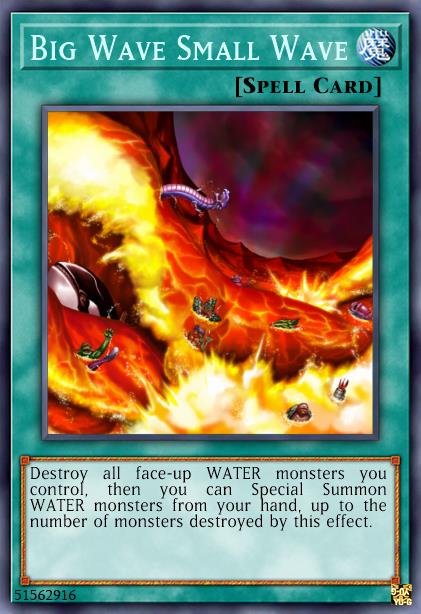 Big Wave Small Wave 魔
[Spell Card]
Destroy all face-up WATER monsters you
control, then you can Special Summon
WATER monsters from your hand, up to the
number of monsters destroyed by this effect.
51562916